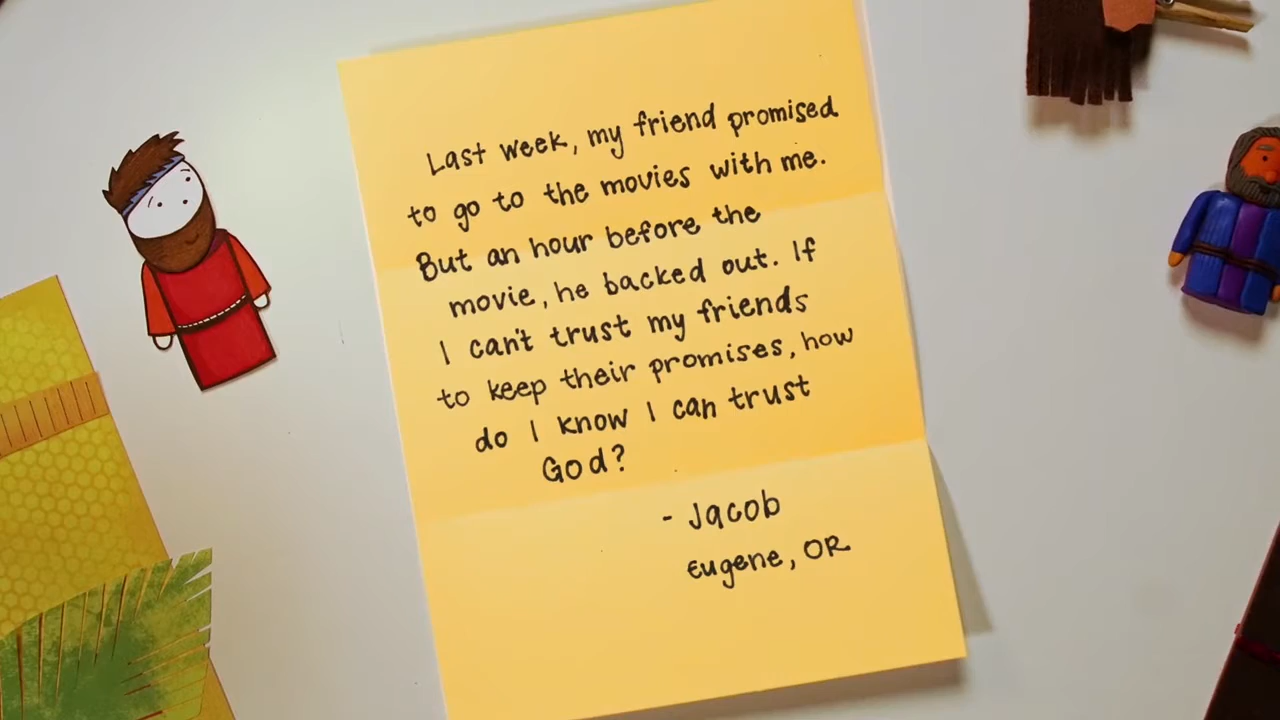 Last week, my friend promised
to go to the movies with me.
But an hour before the
movie, he backed out. If
I can't trust my friends
to keep their promises, how
do I know I can trust
God?
- Jacob
Eugene, OR